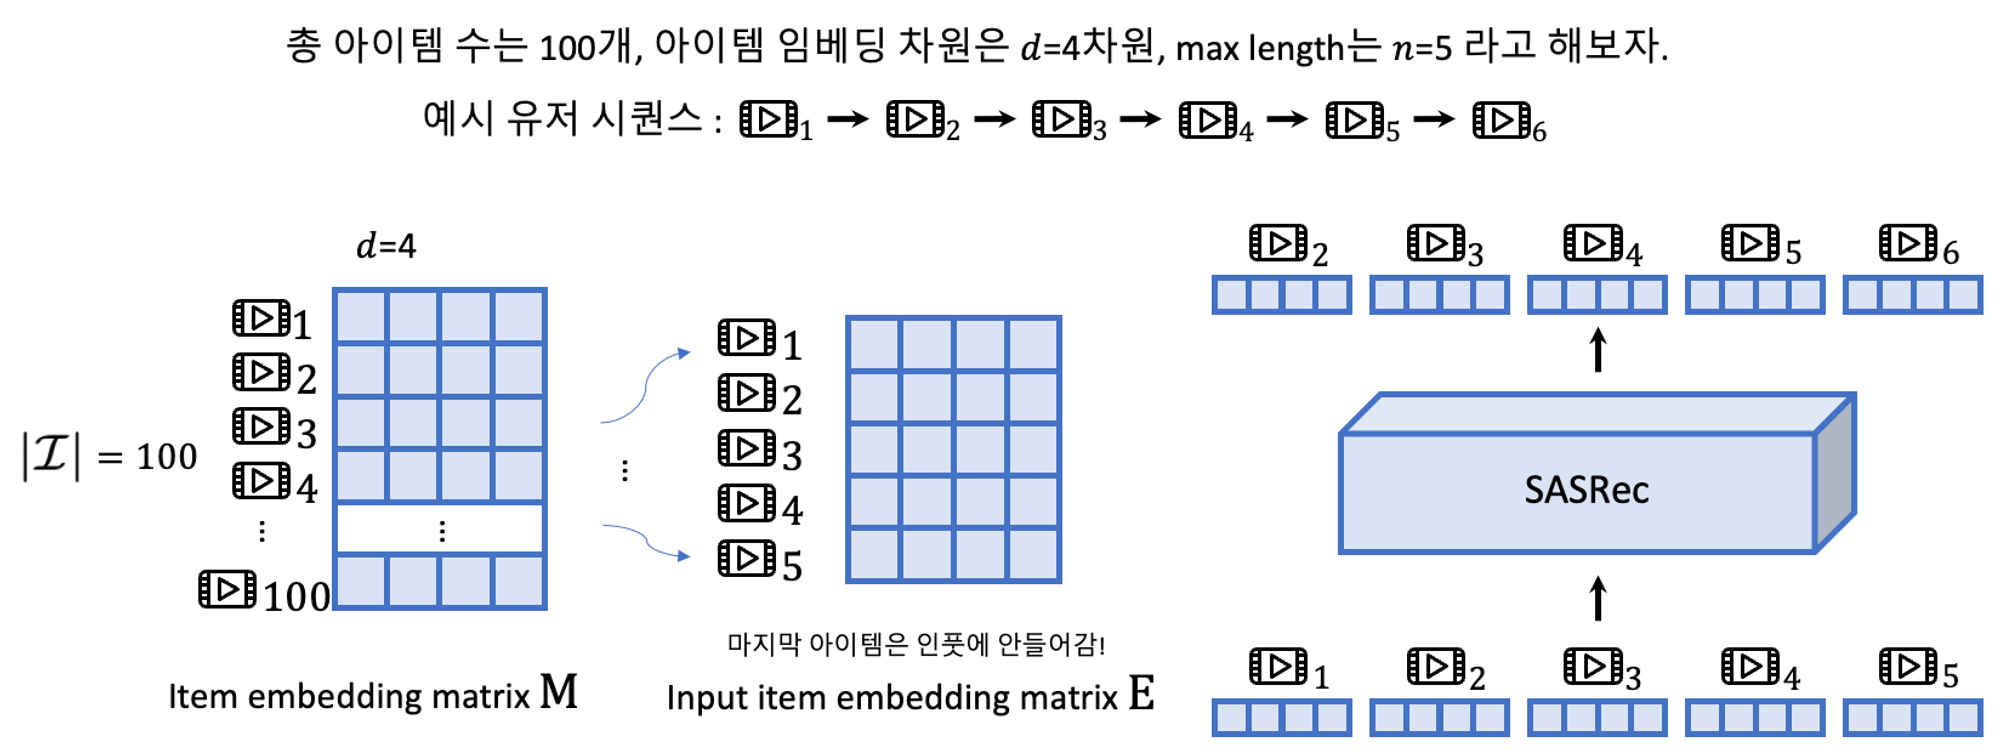 총 아이템 수는 100개, 아이템 임베딩 차원은 d=4차원, max length는 n=5 라고 해보자.
예시 유저 시퀀스 : 1 → 2 → 3 → 4 → 5 → 6
d=4
|ℐ| = 100
1
2
3
4
⋮
100
⋮
Item embedding matrix M
⋮
1
2
3
4
5
마지막 아이템은 인풋에 안들어감!
Input item embedding matrix E
2 3 4 5 6
SASRec
1 2 3 4 5